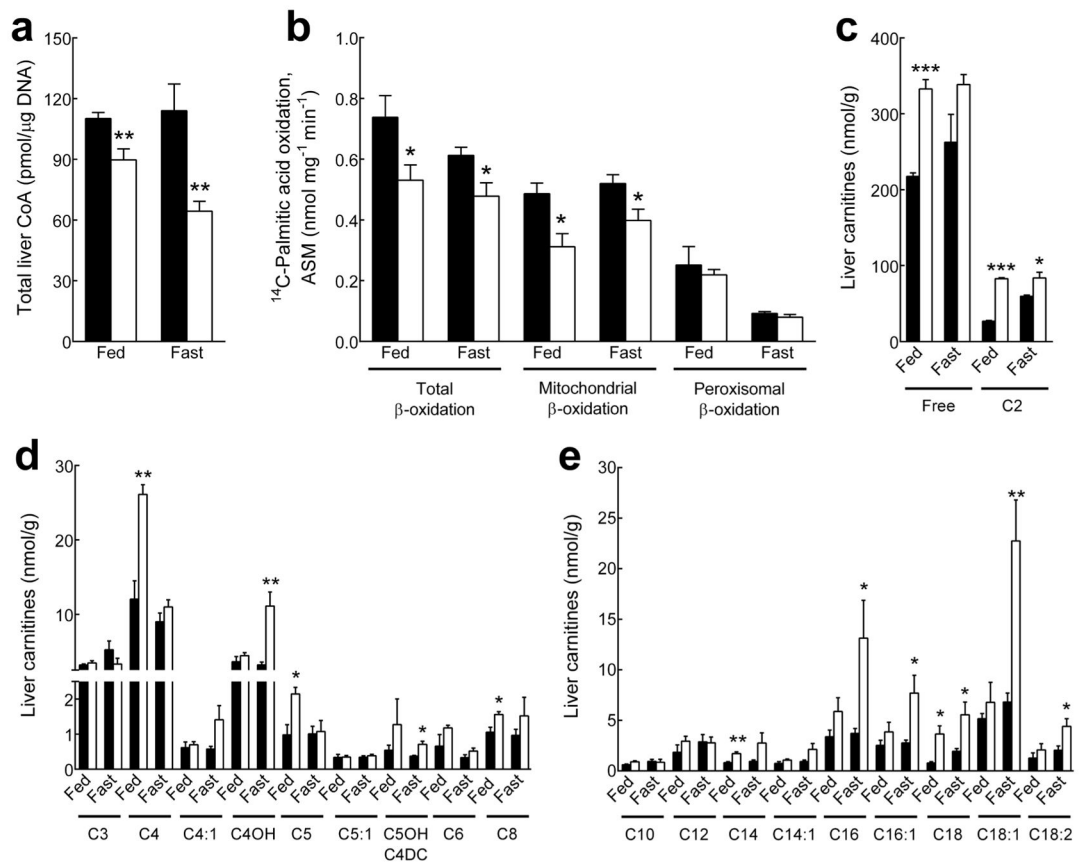 a
Total liver CoA (pmol/μg DNA)
150
120
90
60
30
0
**
**
Fed Fast
b
¹⁴C-Palmitic acid oxidation,
ASM (nmol mg⁻¹ min⁻¹)
1.0
0.8
0.6
0.4
0.2
0.0
* * * *
Fed Fast Fed Fast Fed Fast
Total Mitochondrial Peroxisomal
β-oxidation β-oxidation β-oxidation
c
Liver carnitines (nmol/g)
400
300
200
100
0
***
*** *
Fed Fast Fed Fast
Free C2
d
Liver carnitines (nmol/g)
30
20
10
2
1
0
** ** * * *
Fed Fast Fed Fast Fed Fast Fed Fast Fed Fast Fed Fast Fed Fast Fed Fast Fed Fast
C3 C4 C4:1 C4OH C5 C5:1 C5OH C6 C8
C4DC
e
Liver carnitines (nmol/g)
30
25
20
15
10
5
0
** * * * * ** *
Fed Fast Fed Fast Fed Fast Fed Fast Fed Fast Fed Fast Fed Fast Fed Fast Fed Fast
C10 C12 C14 C14:1 C16 C16:1 C18 C18:1 C18:2